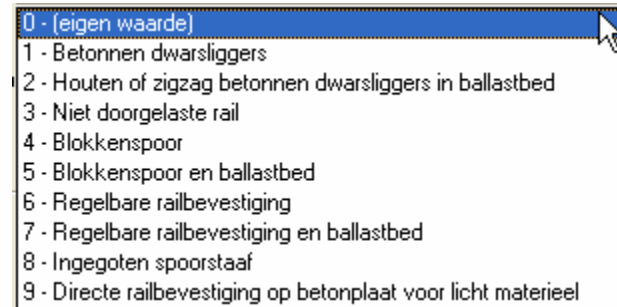 0 - (eigen waarde)
1 - Betonnen dwarsliggers
2 - Houten of zigzag betonnen dwarsliggers in ballastbed
3 - Niet doorgelaste rail
4 - Blokkenspoor
5 - Blokkenspoor en ballastbed
6 - Regelbare railbevestiging
7 - Regelbare railbevestiging en ballastbed
8 - Ingegoten spoorstaaf
9 - Directe railbevestiging op betonplaat voor licht materieel